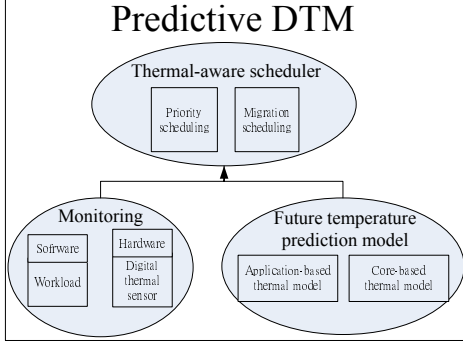 Predictive DTM
Thermal-aware scheduler
Priority
scheduling
Migration
scheduling
Monitoring
Software
Workload
Hardware
Digital
thermal
sensor
Future temperature
prediction model
Application-based
thermal model
Core-based
thermal model